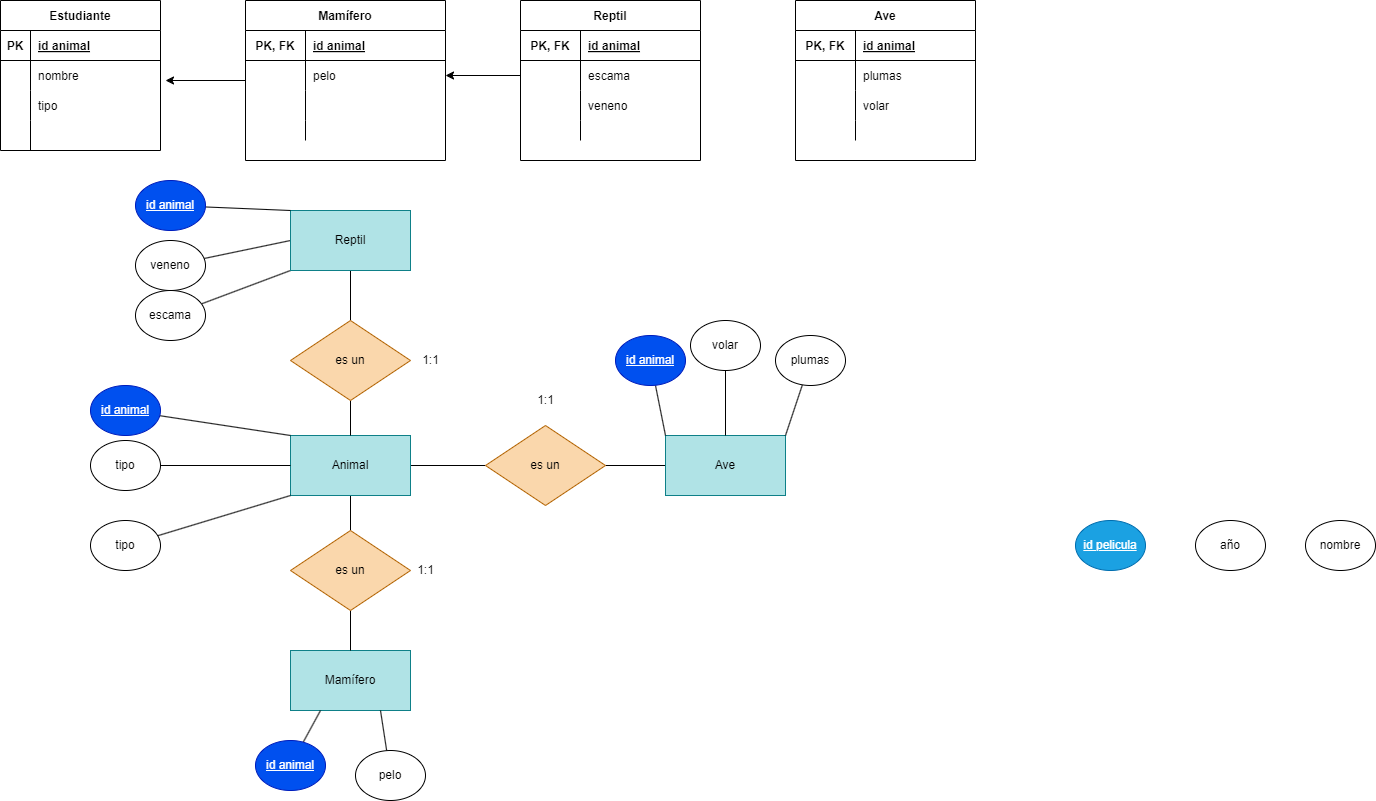 Estudiante
PK id animal
nombre
tipo
Mamífero
PK, FK id animal
pelo
Reptil
PK, FK id animal
escama
veneno
Ave
PK, FK id animal
plumas
volar
id animal
veneno
escama
Reptil
es un
1:1
id animal
tipo
tipo
Animal
1:1
es un
id animal
volar
plumas
Ave
es un
1:1
Mamífero
id animal
pelo
id película
año
nombre